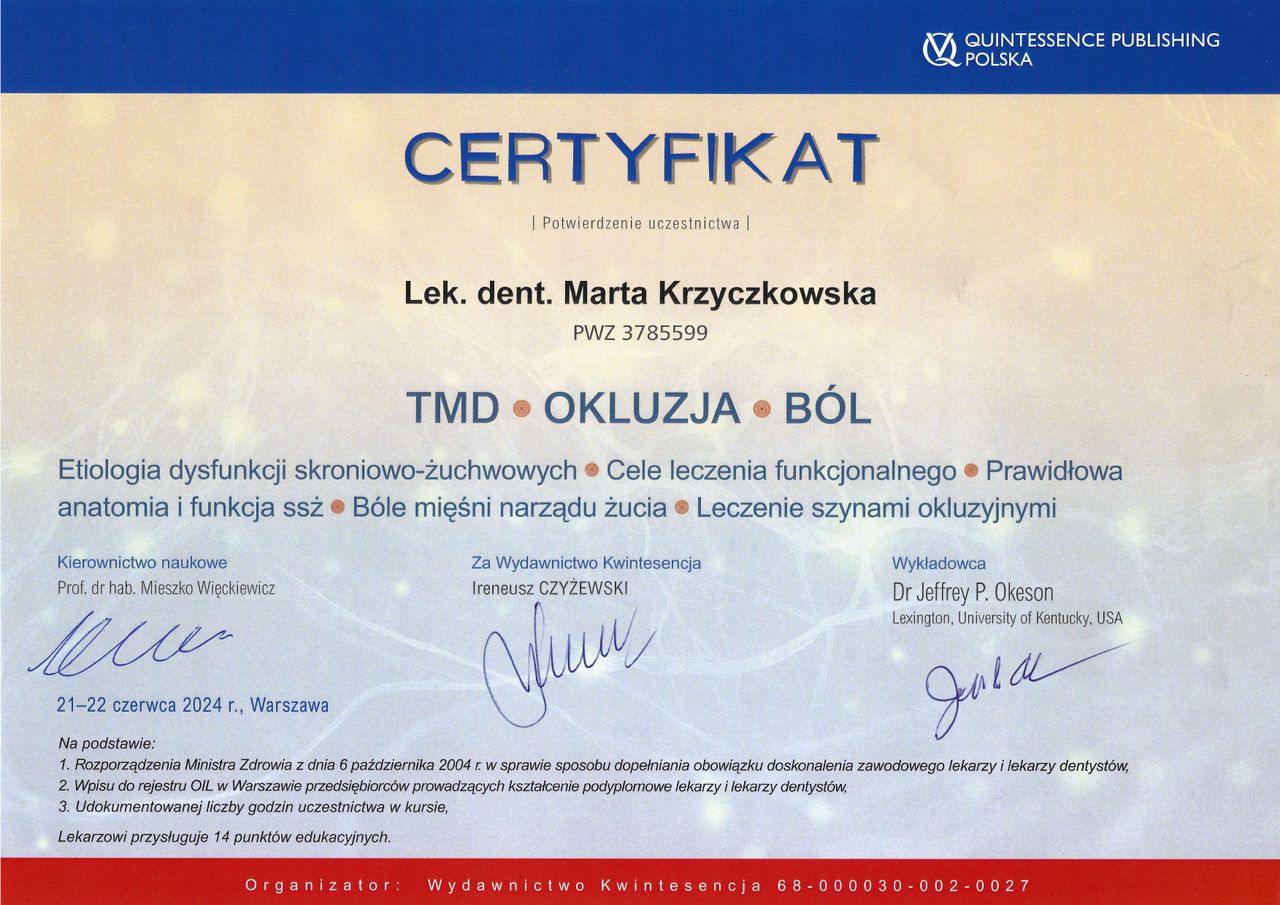 QUINTESSENCE PUBLISHING
POLSKA
CERTYFIKAT
| Potwierdzenie uczestnictwa |
Lek. dent. Marta Krzyczkowska
PWZ 3785599
TMD • OKLUZJA • BÓL
Etiologia dysfunkcji skroniowo-żuchwowych • Cele leczenia funkcjonalnego • Prawidłowa
anatomia i funkcja ssż • Bóle mięśni narządu żucia • Leczenie szynami okluzyjnymi
Kierownictwo naukowe
Prof. dr hab. Mieszko Więckiewicz
Za Wydawnictwo Kwintesencja
Ireneusz CZYŻEWSKI
Wykładowca
Dr Jeffrey P. Okeson
Lexington, University of Kentucky, USA
21–22 czerwca 2024 r., Warszawa
Na podstawie:
1. Rozporządzenia Ministra Zdrowia z dnia 6 października 2004 r. w sprawie sposobu dopełniania obowiązku doskonalenia zawodowego lekarzy i lekarzy dentystów,
2. Wpisu do rejestru OIL w Warszawie przedsiębiorców prowadzących kształcenie podyplomowe lekarzy i lekarzy dentystów,
3. Udokumentowanej liczby godzin uczestnictwa w kursie,
Lekarzowi przysługuje 14 punktów edukacyjnych.
Organizator: Wydawnictwo Kwintesencja 68-000030-002-0027